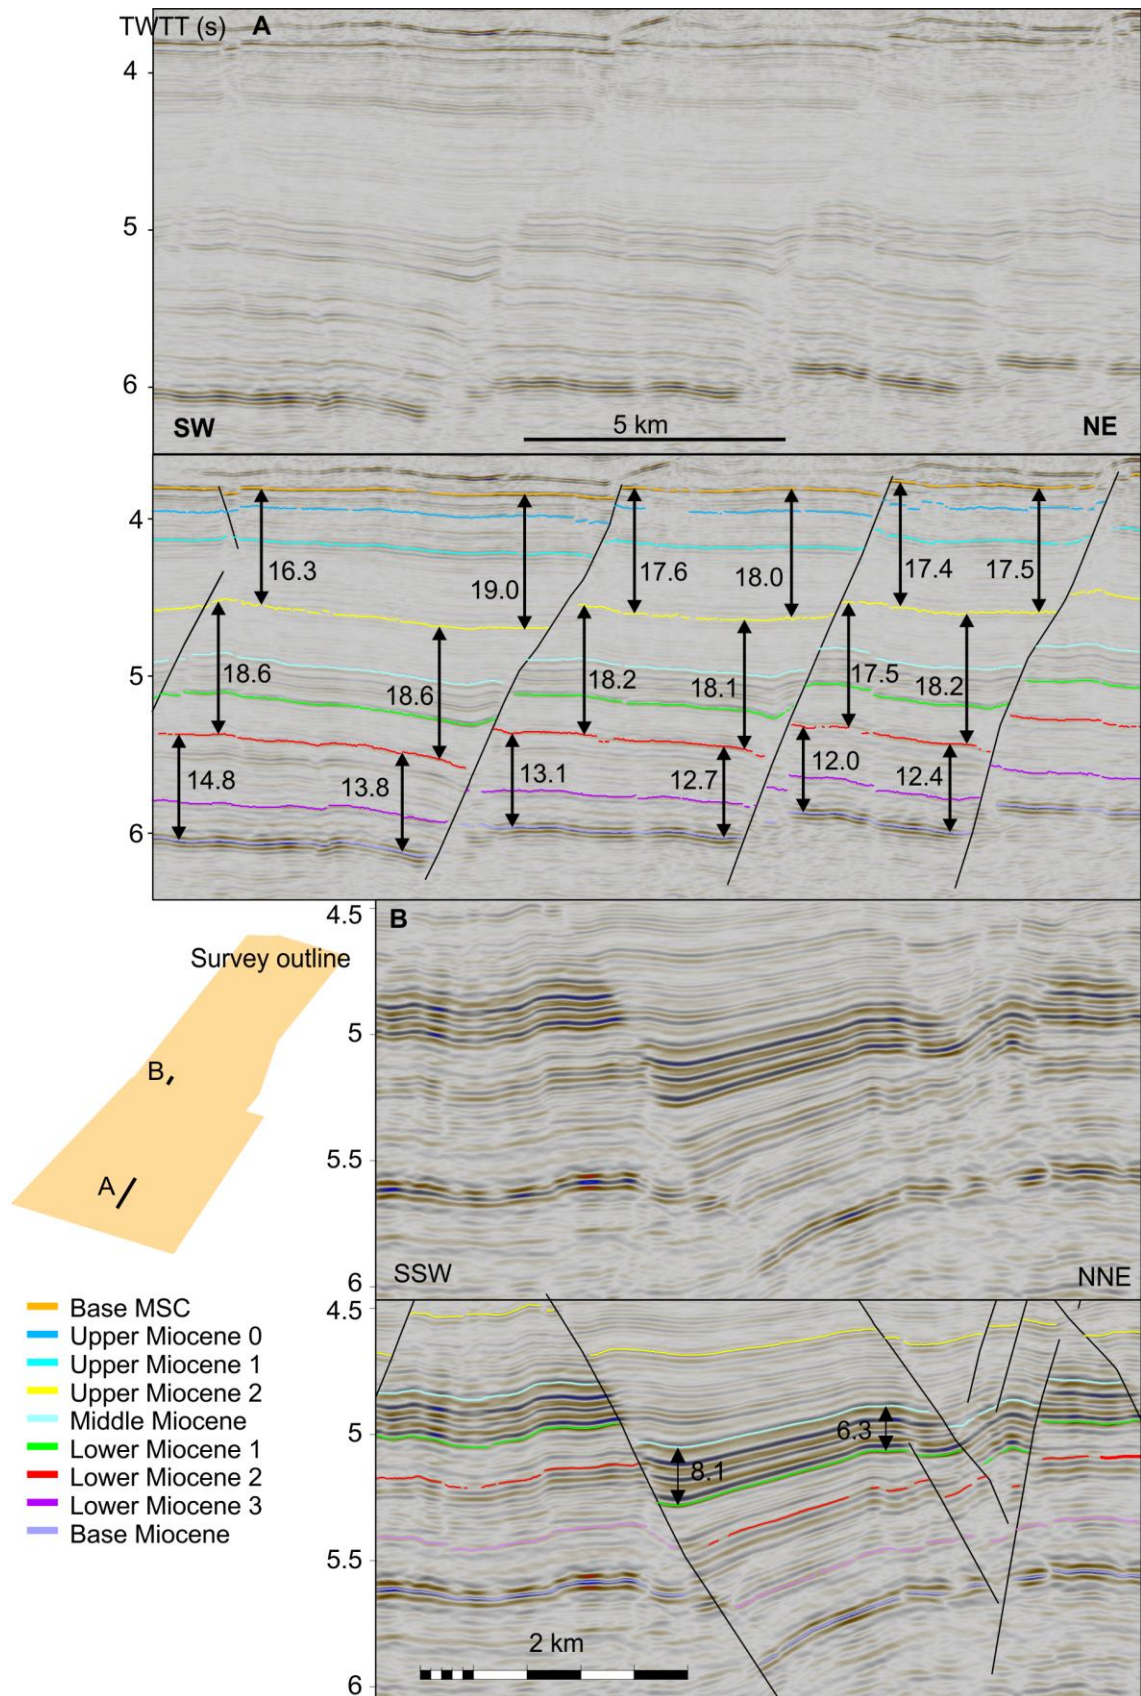 TWTT (s) A
4
5
6
SW
5 km
NE
4
16.3
19.0
17.6
18.0
17.4
17.5
5
18.6
18.6
18.2
18.1
17.5
18.2
14.8
13.8
13.1
12.7
12.0
12.4
6
4.5
B
Survey outline
5
B
5.5
A
6
SSW
NNE
Base MSC
Upper Miocene 0
Upper Miocene 1
Upper Miocene 2
Middle Miocene
Lower Miocene 1
Lower Miocene 2
Lower Miocene 3
Base Miocene
4.5
5
6.3
8.1
5.5
2 km
6